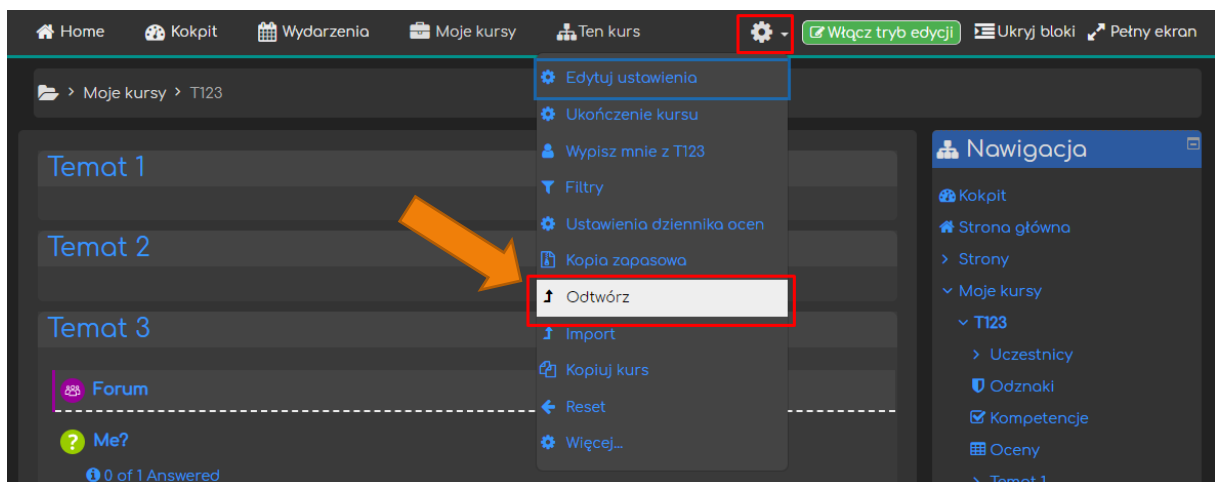 Home Kokpit Wydarzenia Moje kursy Ten kurs Włącz tryb edycji Ukryj bloki Pełny ekran
> Moje kursy > T123
Edytuj ustawienia
Ukończenie kursu
Wypisz mnie z T123
Filtry
Ustawienia dziennika ocen
Kopia zapasowa
Odtwórz
Import
Kopiuj kurs
Reset
Więcej...
Temat 1
Temat 2
Temat 3
Forum
Me?
0 of 1 Answered
Nawigacja
Kokpit
Strona główna
> Strony
Moje kursy
T123
> Uczestnicy
Odznaki
Kompetencje
Oceny
> Temat 1